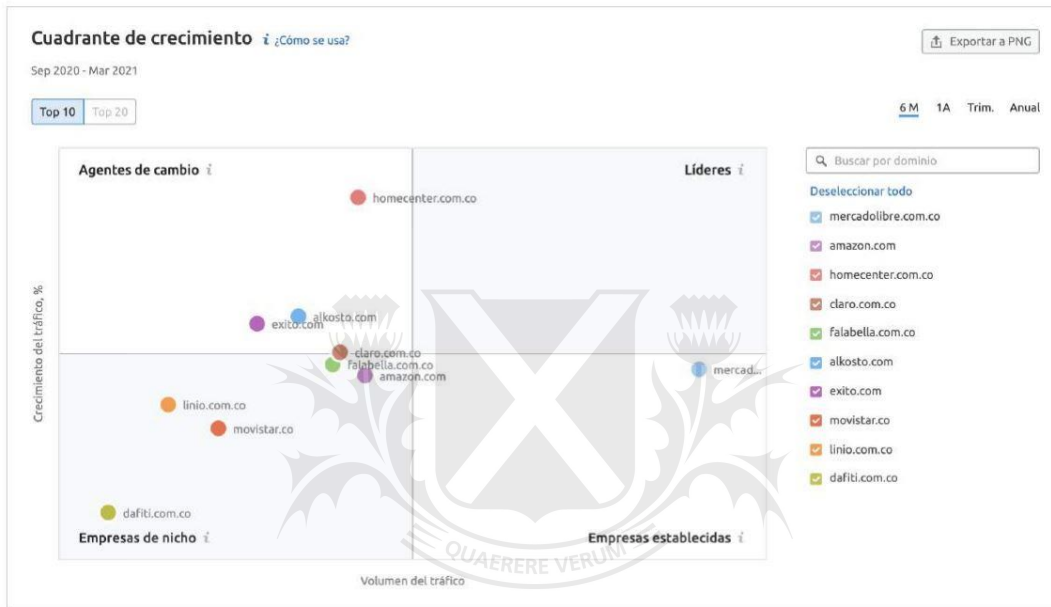 Cuadrante de crecimiento i ¿Cómo se usa?
Exportar a PNG
Sep 2020 - Mar 2021
Top 10 Top 20
6 M 1A Trim. Anual
Agentes de cambio i
Líderes i
homecenter.com.co
alkosto.com
exito.com
claro.com.co
falabella.com.co
amazon.com
mercad...
linio.com.co
movistar.co
dafiti.com.co
Empresas de nicho i
Empresas establecidas i
Crecimiento del tráfico, %
Volumen del tráfico
QUAERERE VERUM
Buscar por dominio
Deseleccionar todo
mercadolibre.com.co
amazon.com
homecenter.com.co
claro.com.co
falabella.com.co
alkosto.com
exito.com
movistar.co
linio.com.co
dafiti.com.co